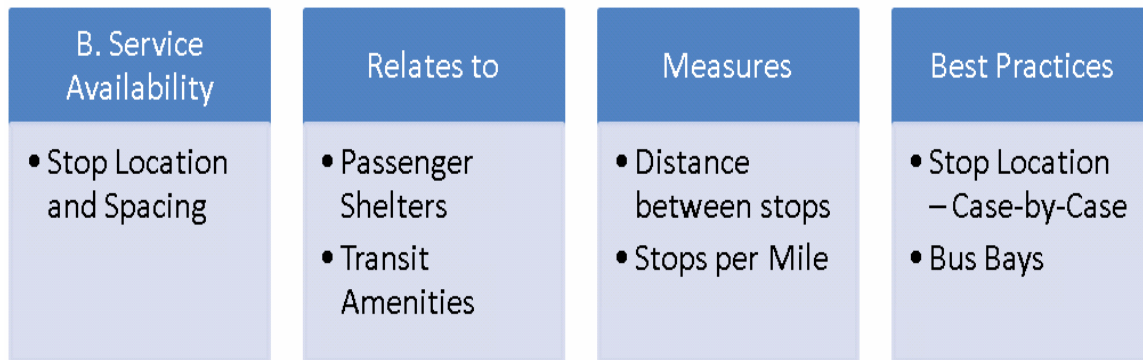 B. Service
Availability
• Stop Location
and Spacing
Relates to
• Passenger
Shelters
• Transit
Amenities
Measures
• Distance
between stops
• Stops per Mile
Best Practices
• Stop Location
– Case-by-Case
• Bus Bays